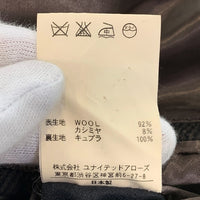 表生地 WOOL 92%
カシミヤ 8%
裏生地 キュプラ 100%
株式会社 ユナイテッドアローズ
東京都渋谷区神宮前6-27-8
日本製